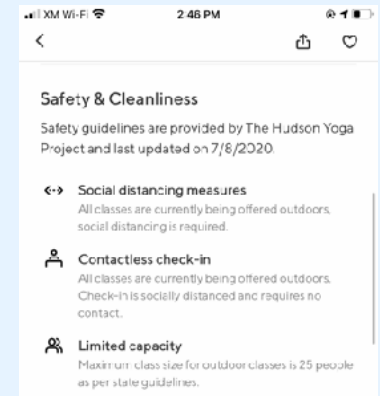 XM Wi-Fi 2:46 PM
Safety & Cleanliness
Safety guidelines are provided by The Hudson Yoga
Project and last updated on 7/8/2020.
Social distancing measures
All classes are currently being offered outdoors,
social distancing is required.
Contactless check-in
All classes are currently being offered outdoors.
Check-in is socially distanced and requires no
contact.
Limited capacity
Maximum class size for outdoor classes is 25 people
as per state guidelines.